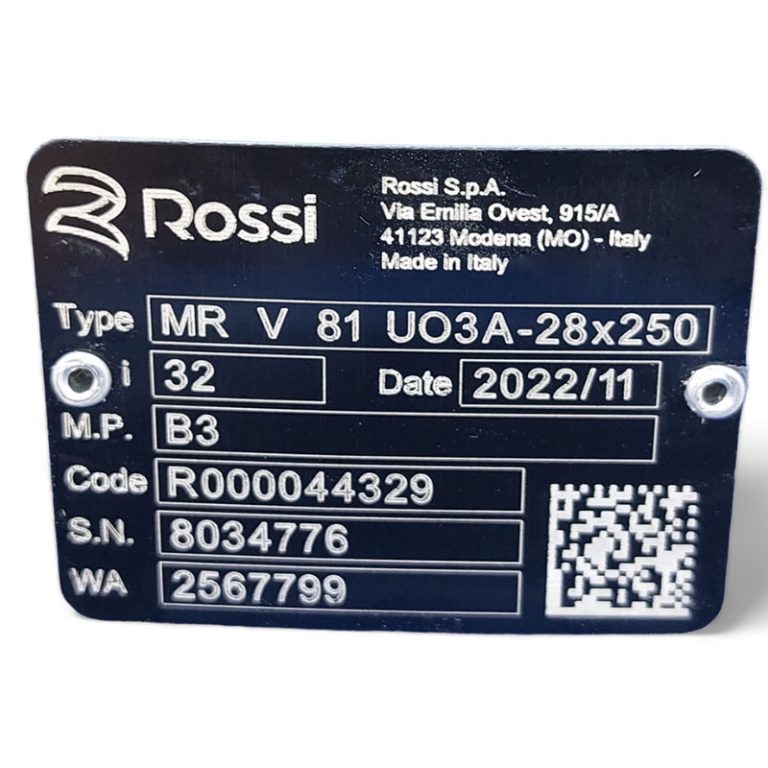 Rossi
Rossi S.p.A.
Via Emilia Ovest, 915/A
41123 Modena (MO) - Italy
Made in Italy
Type MR V 81 UO3A-28x250
i 32 Date 2022/11
M.P. B3
Code R000044329
S.N. 8034776
WA 2567799